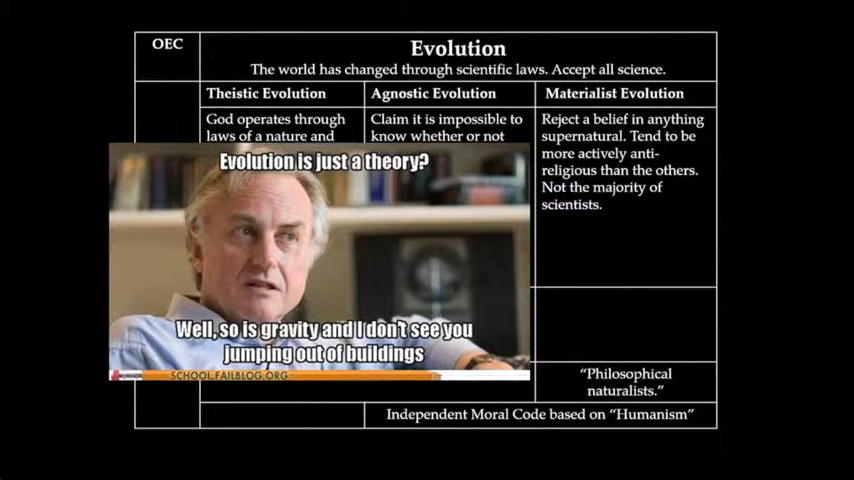 OEC
Evolution
The world has changed through scientific laws. Accept all science.
Theistic Evolution
Agnostic Evolution
Materialist Evolution
God operates through
laws of a nature and
Claim it is impossible to
know whether or not
Reject a belief in anything
supernatural. Tend to be
more actively anti-
religious than the others.
Not the majority of
scientists.
Evolution is just a theory?
Well, so is gravity and I don't see you
jumping out of buildings
SCHOOL.FAILBLOG.ORG
"Philosophical
naturalists."
Independent Moral Code based on "Humanism"